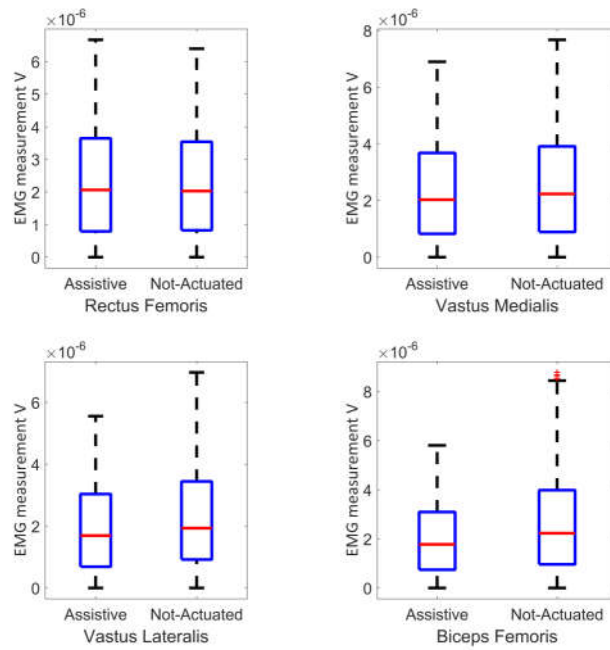 ×10⁻⁶
EMG measurement V
6
5
4
3
2
1
0
Assistive Not-Actuated
Rectus Femoris
×10⁻⁶
EMG measurement V
8
6
4
2
0
Assistive Not-Actuated
Vastus Medialis
×10⁻⁶
EMG measurement V
6
4
2
0
Assistive Not-Actuated
Vastus Lateralis
×10⁻⁶
EMG measurement V
8
6
4
2
0
Assistive Not-Actuated
Biceps Femoris